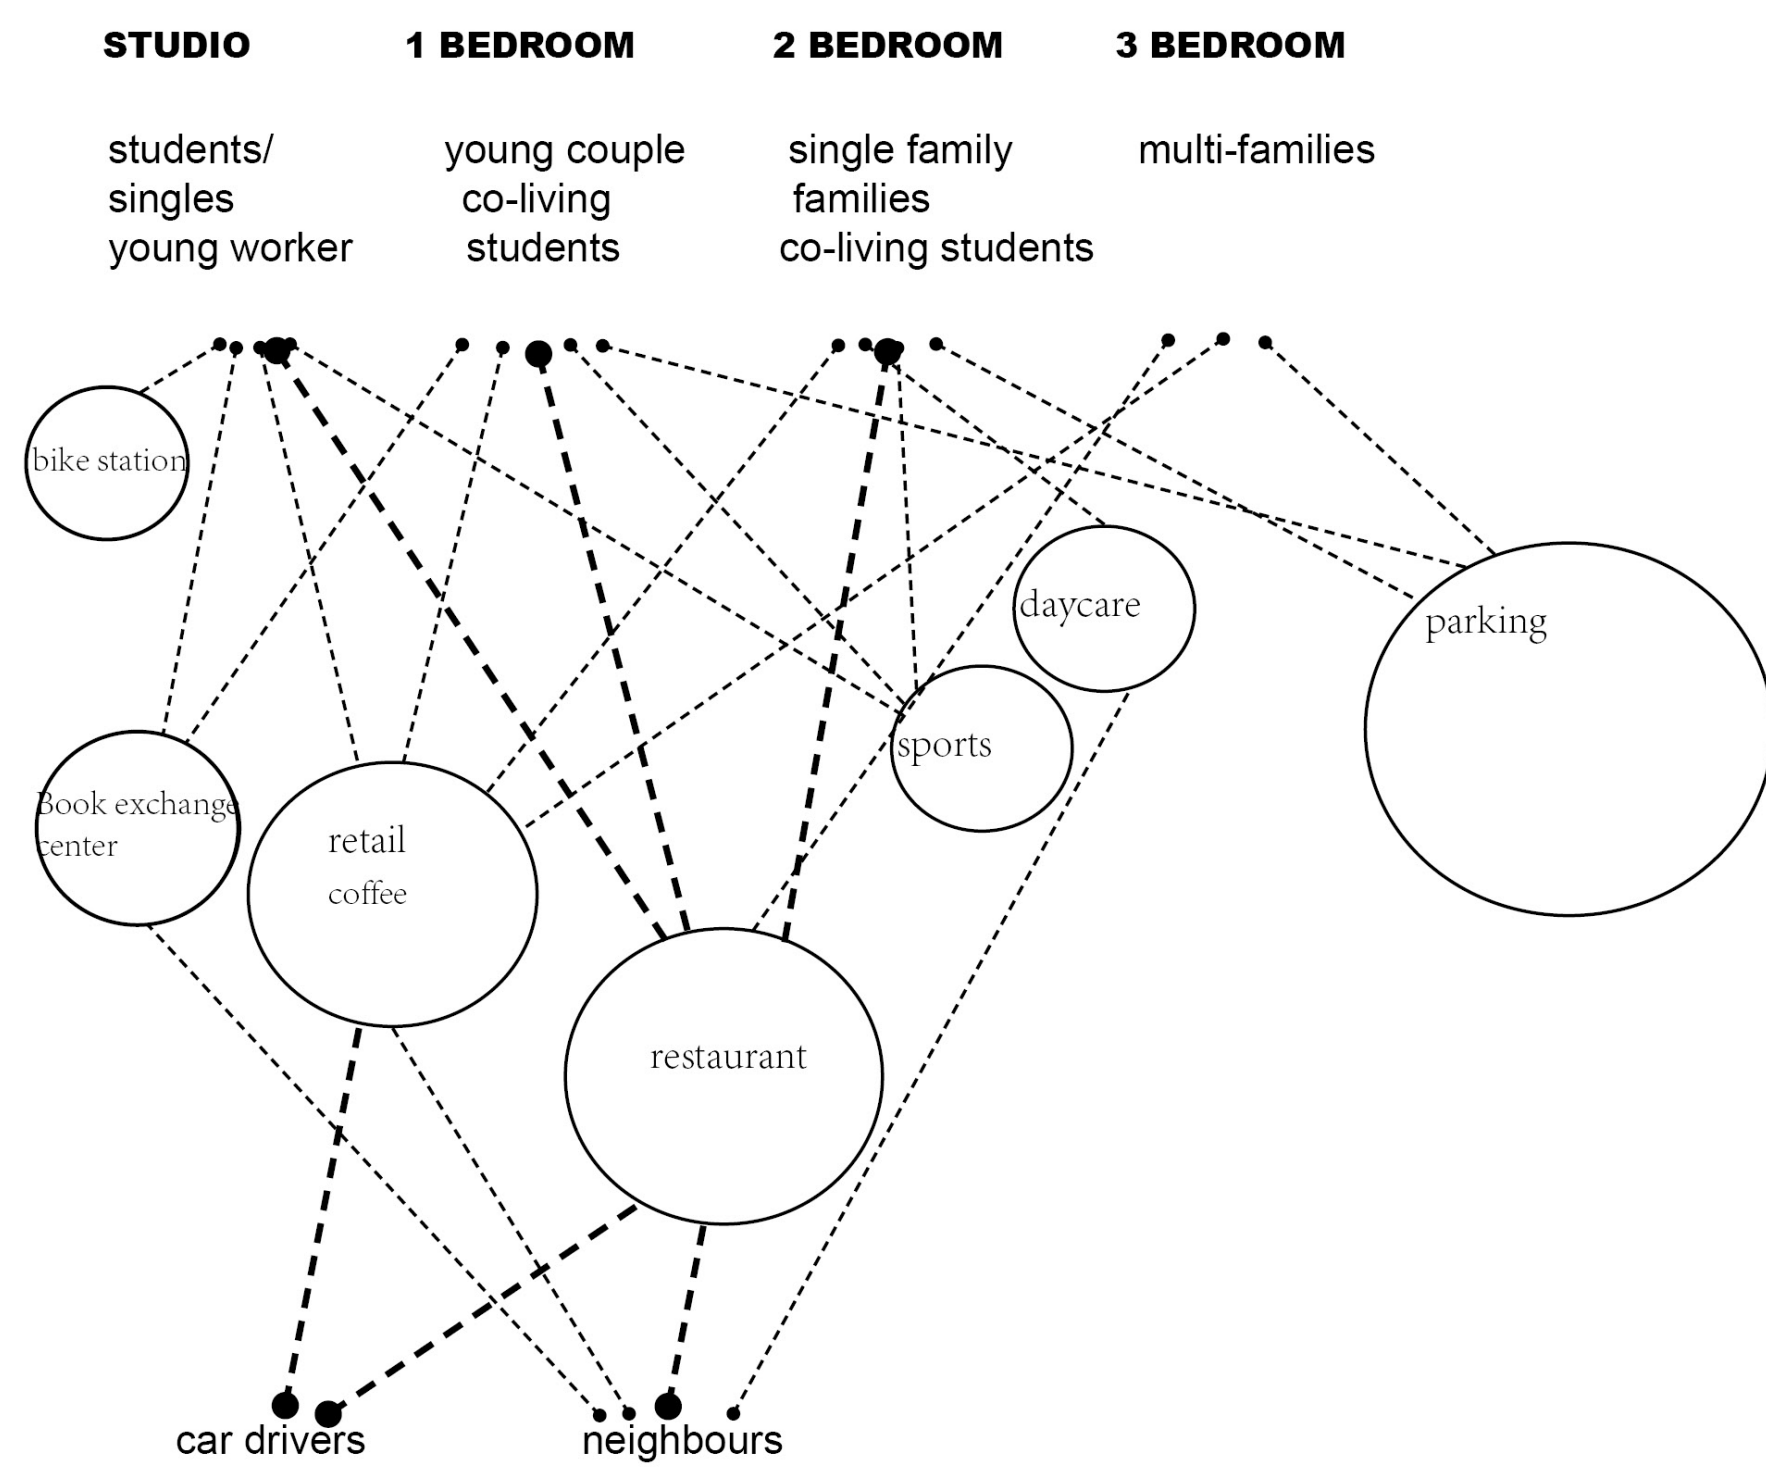 STUDIO 1 BEDROOM 2 BEDROOM 3 BEDROOM
students/ young couple single family multi-families
singles co-living families
young worker students co-living students
bike station
daycare
parking
sports
Book exchange
center
retail
coffee
restaurant
car drivers neighbours